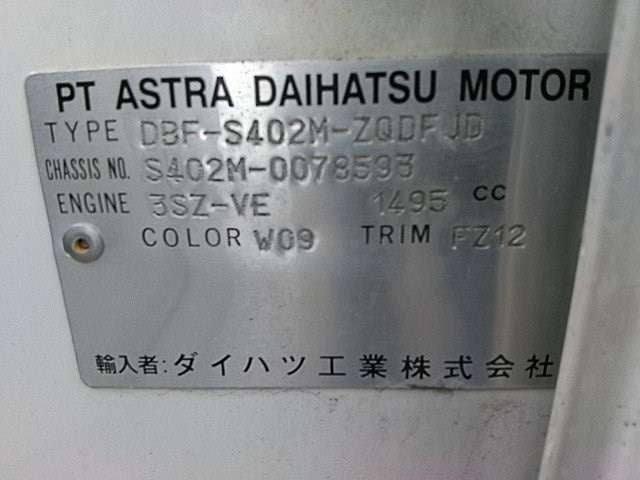 PT ASTRA DAIHATSU MOTOR
TYPE DBF-S402M-ZQDFJD
CHASSIS NO. S402M-0078593
ENGINE 3SZ-VE 1495 CC
COLOR W09 TRIM FZ12
輸入者: ダイハツ工業株式会社